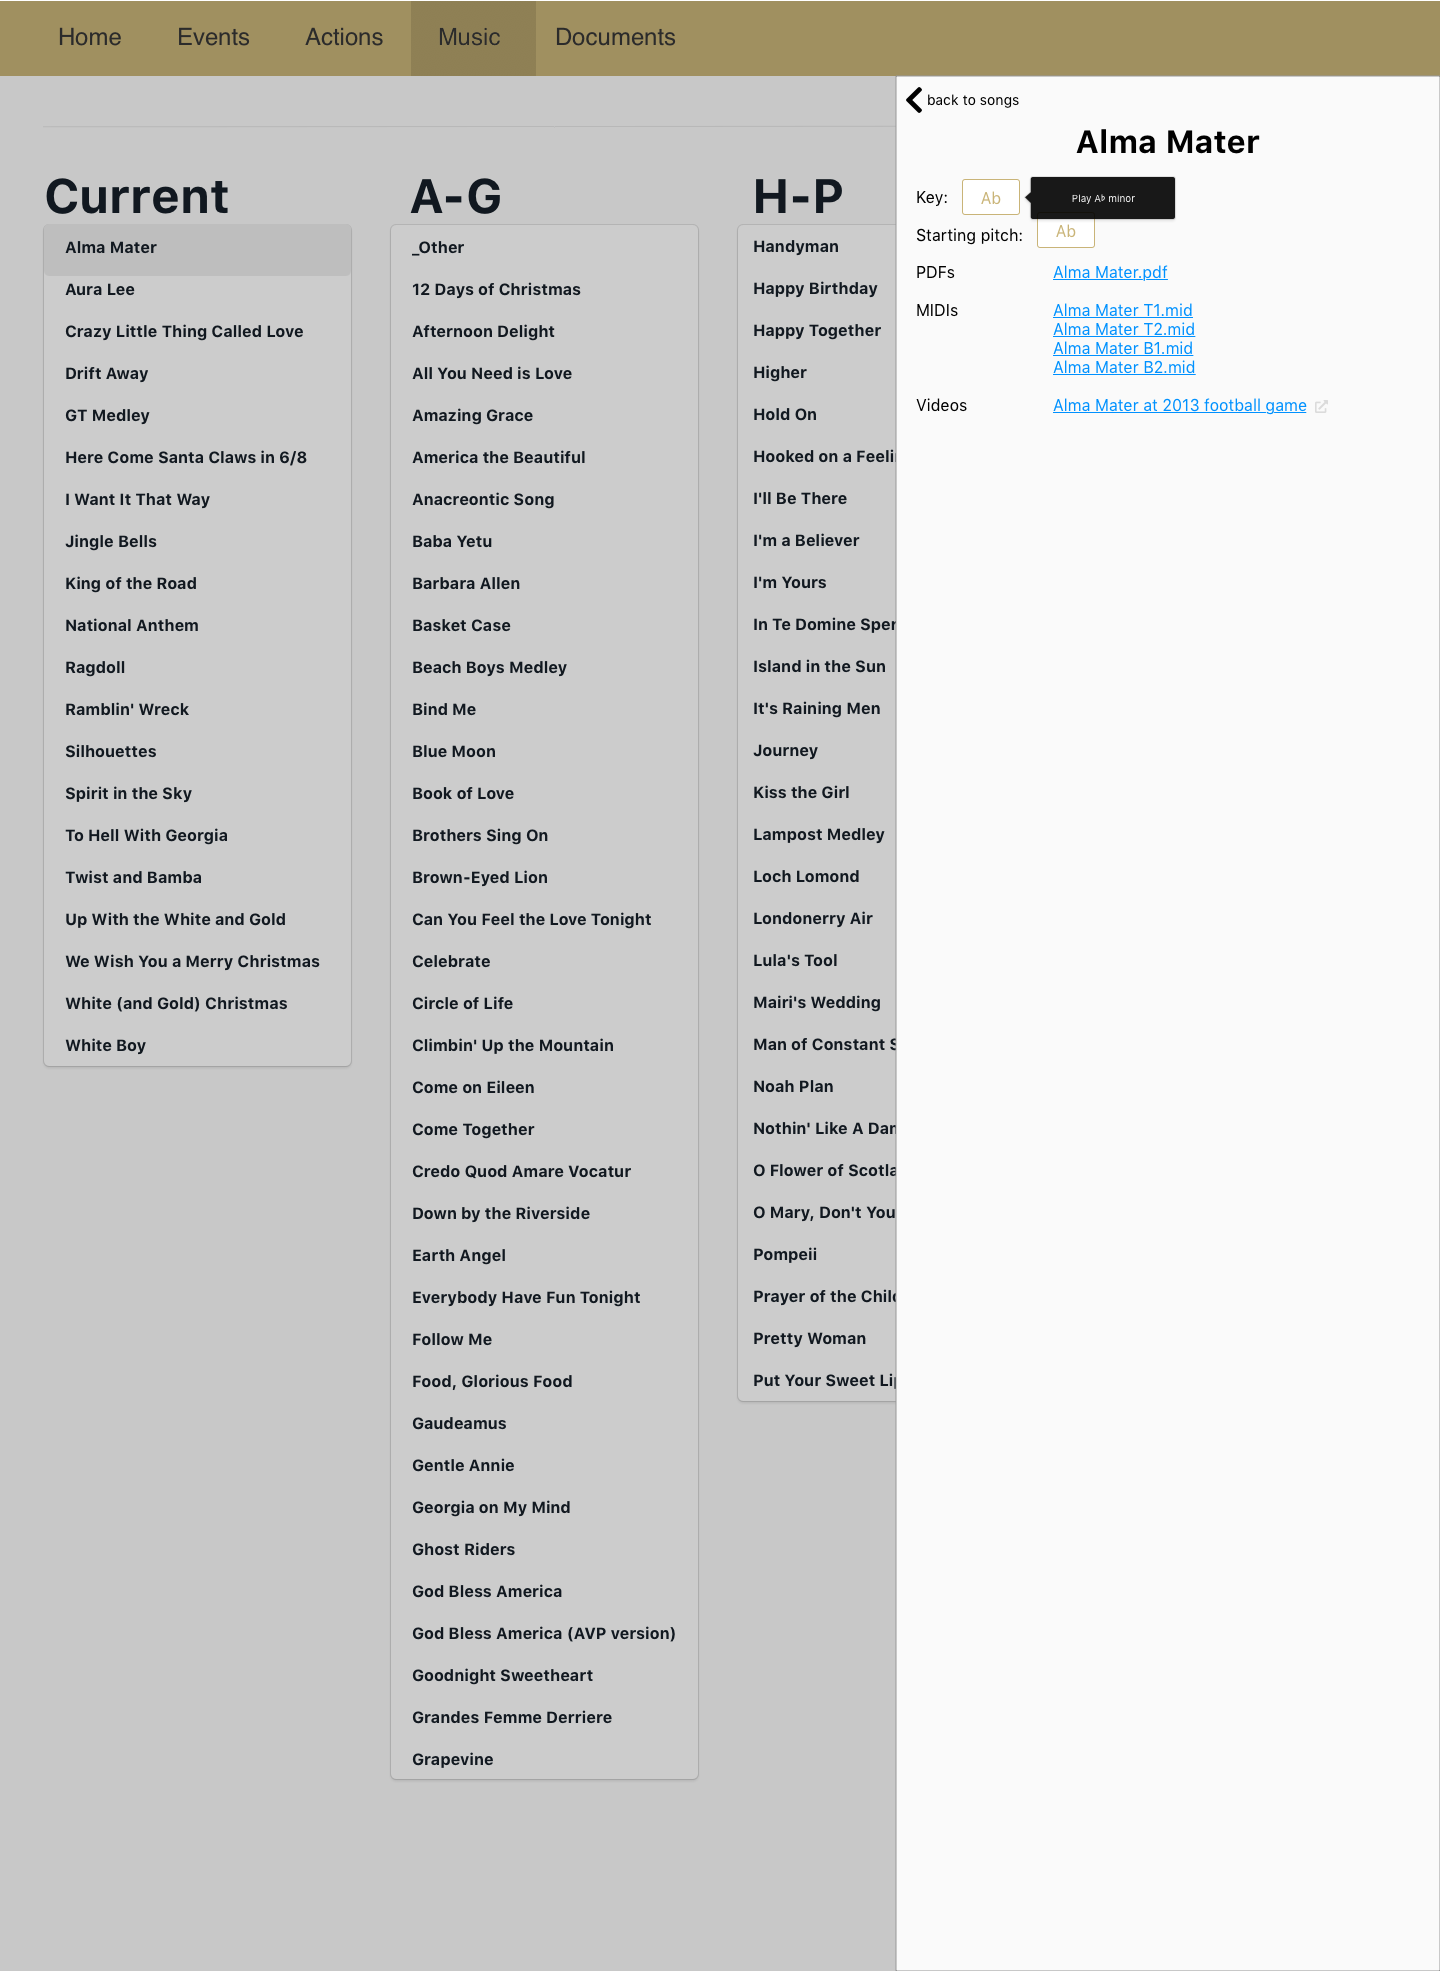 Home Events Actions Music Documents
back to songs
Alma Mater
Key: Ab Play A♭ minor
Starting pitch: Ab
PDFs Alma Mater.pdf
MIDIs Alma Mater T1.mid
Alma Mater T2.mid
Alma Mater B1.mid
Alma Mater B2.mid
Videos Alma Mater at 2013 football game
Current
Alma Mater
Aura Lee
Crazy Little Thing Called Love
Drift Away
GT Medley
Here Come Santa Claws in 6/8
I Want It That Way
Jingle Bells
King of the Road
National Anthem
Ragdoll
Ramblin' Wreck
Silhouettes
Spirit in the Sky
To Hell With Georgia
Twist and Bamba
Up With the White and Gold
We Wish You a Merry Christmas
White (and Gold) Christmas
White Boy
A-G
_Other
12 Days of Christmas
Afternoon Delight
All You Need is Love
Amazing Grace
America the Beautiful
Anacreontic Song
Baba Yetu
Barbara Allen
Basket Case
Beach Boys Medley
Bind Me
Blue Moon
Book of Love
Brothers Sing On
Brown-Eyed Lion
Can You Feel the Love Tonight
Celebrate
Circle of Life
Climbin' Up the Mountain
Come on Eileen
Come Together
Credo Quod Amare Vocatur
Down by the Riverside
Earth Angel
Everybody Have Fun Tonight
Follow Me
Food, Glorious Food
Gaudeamus
Gentle Annie
Georgia on My Mind
Ghost Riders
God Bless America
God Bless America (AVP version)
Goodnight Sweetheart
Grandes Femme Derriere
Grapevine
H-P
Handyman
Happy Birthday
Happy Together
Higher
Hold On
Hooked on a
I'll Be There
I'm a Believer
I'm Yours
In Te Domine
Island in the Sun
It's Raining Men
Journey
Kiss the Girl
Lampost Medley
Loch Lomond
Londonerry Air
Lula's Tool
Mairi's Wedding
Man of Constant
Noah Plan
Nothin' Like A
O Flower of
O Mary, Don't You
Pompeii
Prayer of the
Pretty Woman
Put Your Sweet